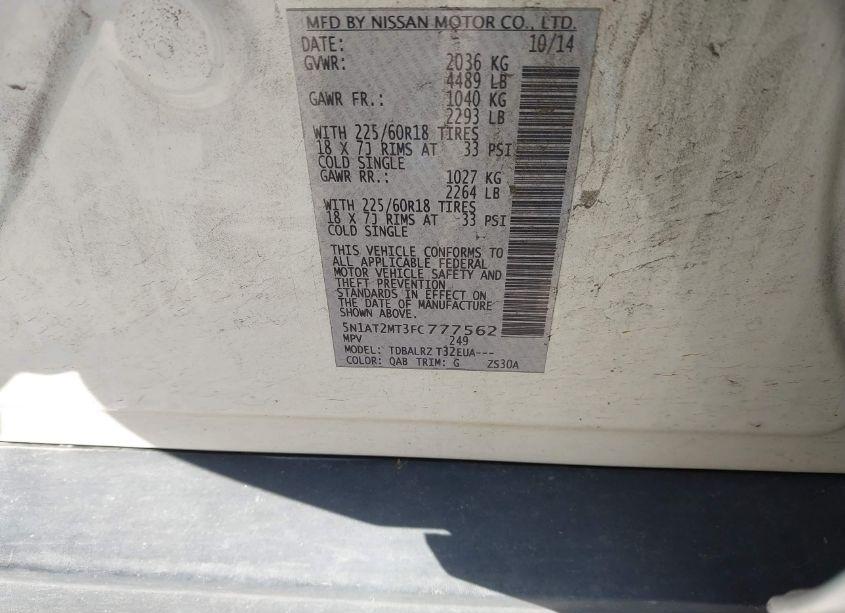 MFD BY NISSAN MOTOR CO., LTD.
DATE: 10/14
GVWR: 2036 KG
4489 LB
GAWR FR.: 1040 KG
2293 LB
WITH 225/60R18 TIRES
18 X 7J RIMS AT 33 PSI
COLD SINGLE
GAWR RR.: 1027 KG
2264 LB
WITH 225/60R18 TIRES
18 X 7J RIMS AT 33 PSI
COLD SINGLE
THIS VEHICLE CONFORMS TO
ALL APPLICABLE FEDERAL
MOTOR VEHICLE SAFETY AND
THEFT PREVENTION
STANDARDS IN EFFECT ON
THE DATE OF MANUFACTURE
SHOWN ABOVE.
5N1AT2MT3FC777562
MPV 249
MODEL: TDBALRZ T32EUA---
COLOR: QAB TRIM: G ZS30A